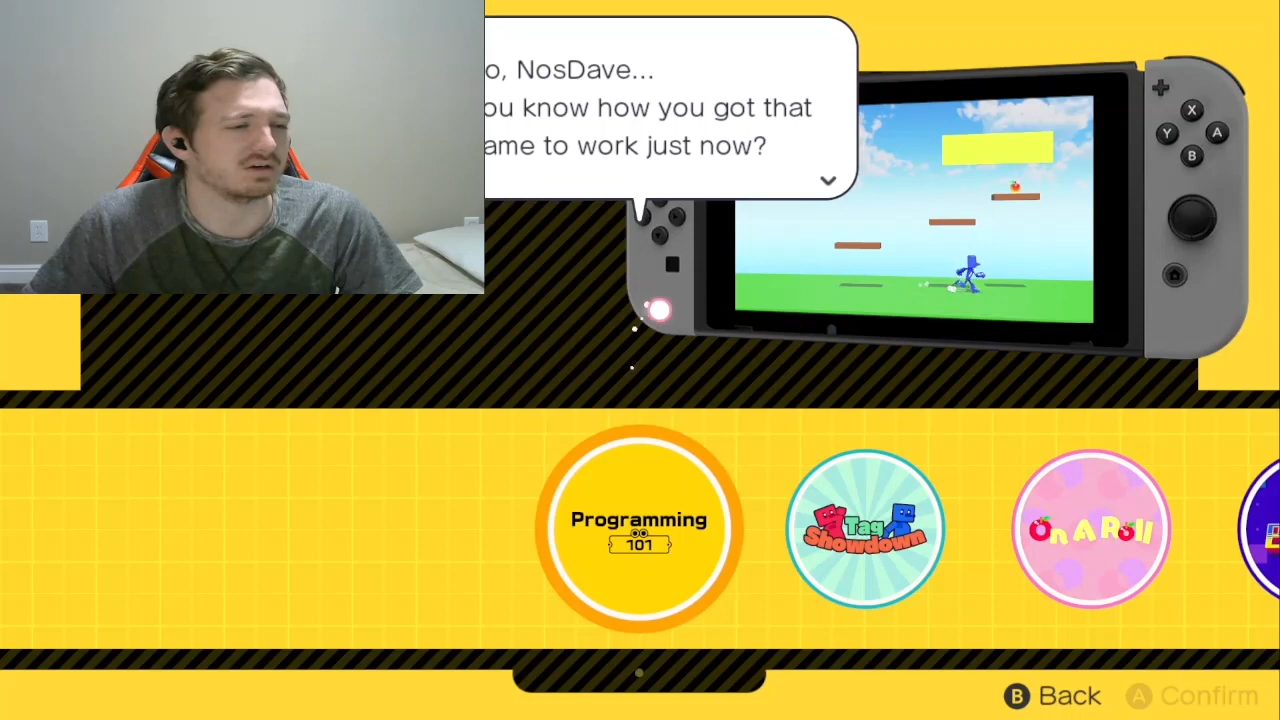 o, NosDave...
ou know how you got that
ame to work just now?
X
Y
A
B
Programming
101
Tag
Showdown
On A Roll
B Back
A Confirm